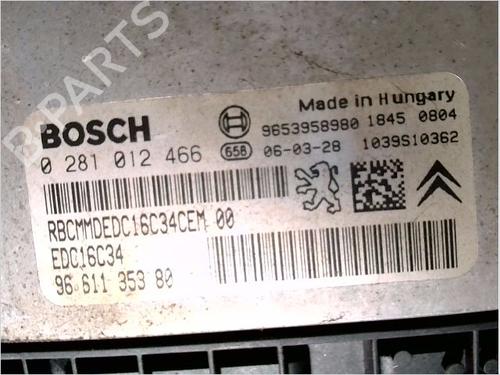 B-PARTS
Made in Hungary
BOSCH
9653958980 1845 0804
0 281 012 466 658 06-03-28 1039S10362
RBCMMDEDC16C34CEM 00
EDC16C34
96 611 353 80